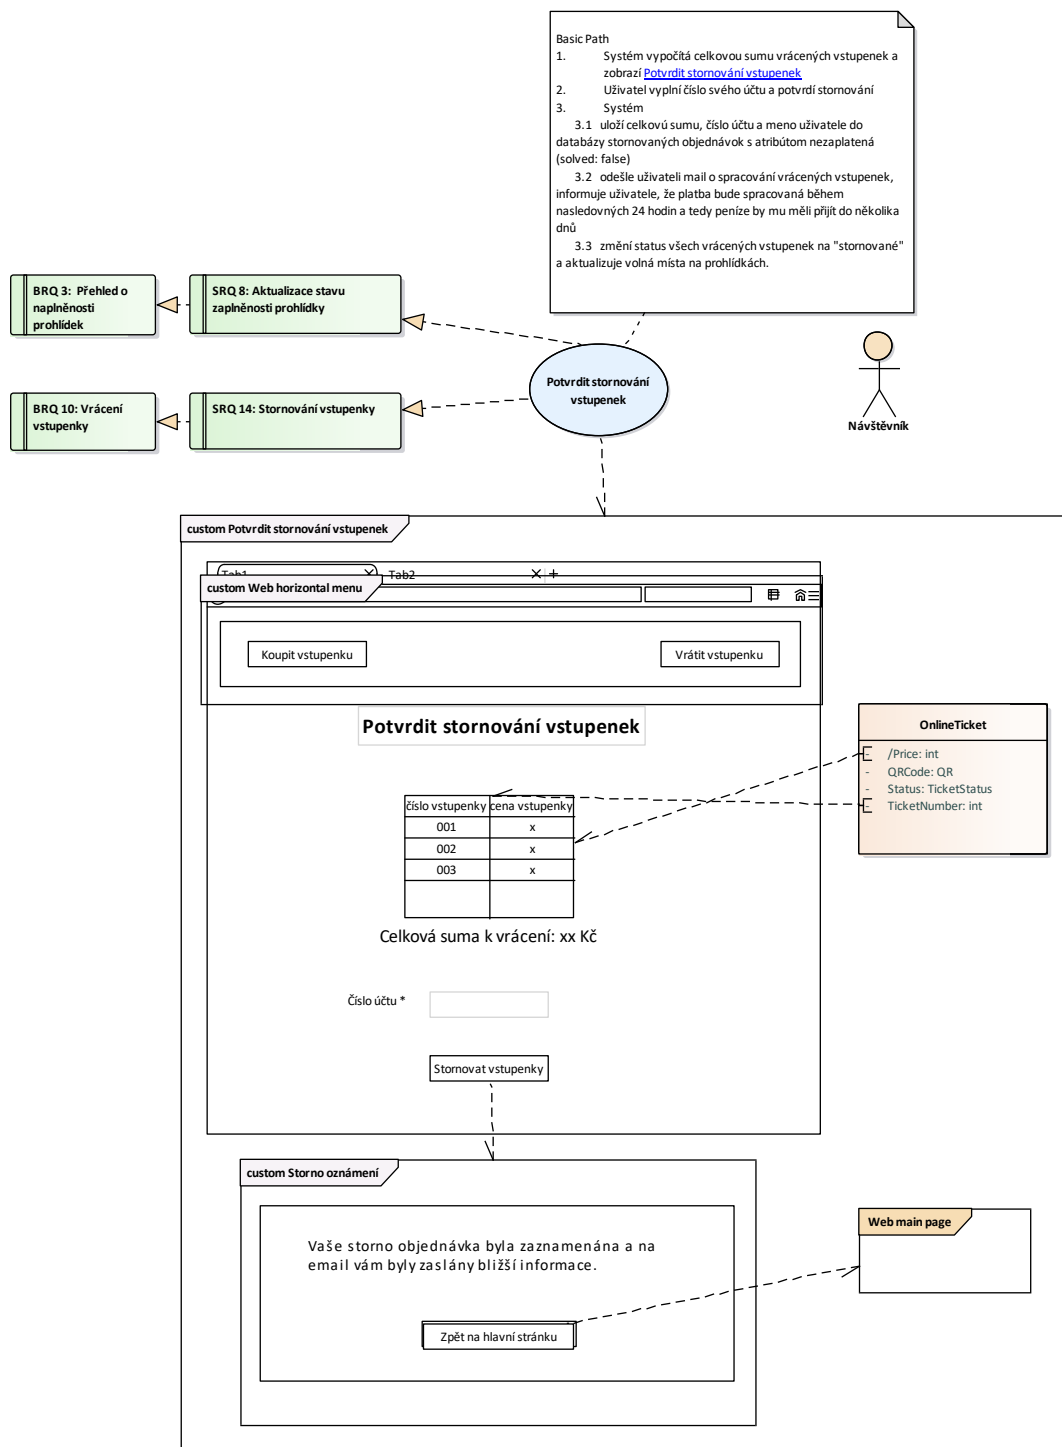 Basic Path
1. Systém vypočítá celkovou sumu vrácených vstupenek a
zobrazí Potvrdit stornování vstupenek
2. Uživatel vyplní číslo svého účtu a potvrdí stornování
3. Systém
3.1 uloží celkovú sumu, číslo účtu a meno uživatele do
databázy stornovaných objednávok s atribútom nezaplatená
(solved: false)
3.2 odešle uživateli mail o spracování vrácených vstupenek,
informuje uživatele, že platba bude spracovaná během
nasledovných 24 hodin a tedy peníze by mu měli přijít do několika
dnů
3.3 změní status všech vrácených vstupenek na "stornované"
a aktualizuje volná místa na prohlídkách.
BRQ 3: Přehled o
naplněnosti
prohlídek
SRQ 8: Aktualizace stavu
zaplněnosti prohlídky
BRQ 10: Vrácení
vstupenky
SRQ 14: Stornování vstupenky
Potvrdit stornování
vstupenek
Návštěvník
custom Potvrdit stornování vstupenek
Tab1
Tab2
custom Web horizontal menu
Koupit vstupenku
Vrátit vstupenku
Potvrdit stornování vstupenek
OnlineTicket
- /Price: int
- QRCode: QR
- Status: TicketStatus
- TicketNumber: int
číslo vstupenky cena vstupenky
001 x
002 x
003 x
Celková suma k vrácení: xx Kč
Číslo účtu *
Stornovat vstupenky
custom Storno oznámení
Vaše storno objednávka byla zaznamenána a na
email vám byly zaslány bližší informace.
Zpět na hlavní stránku
Web main page